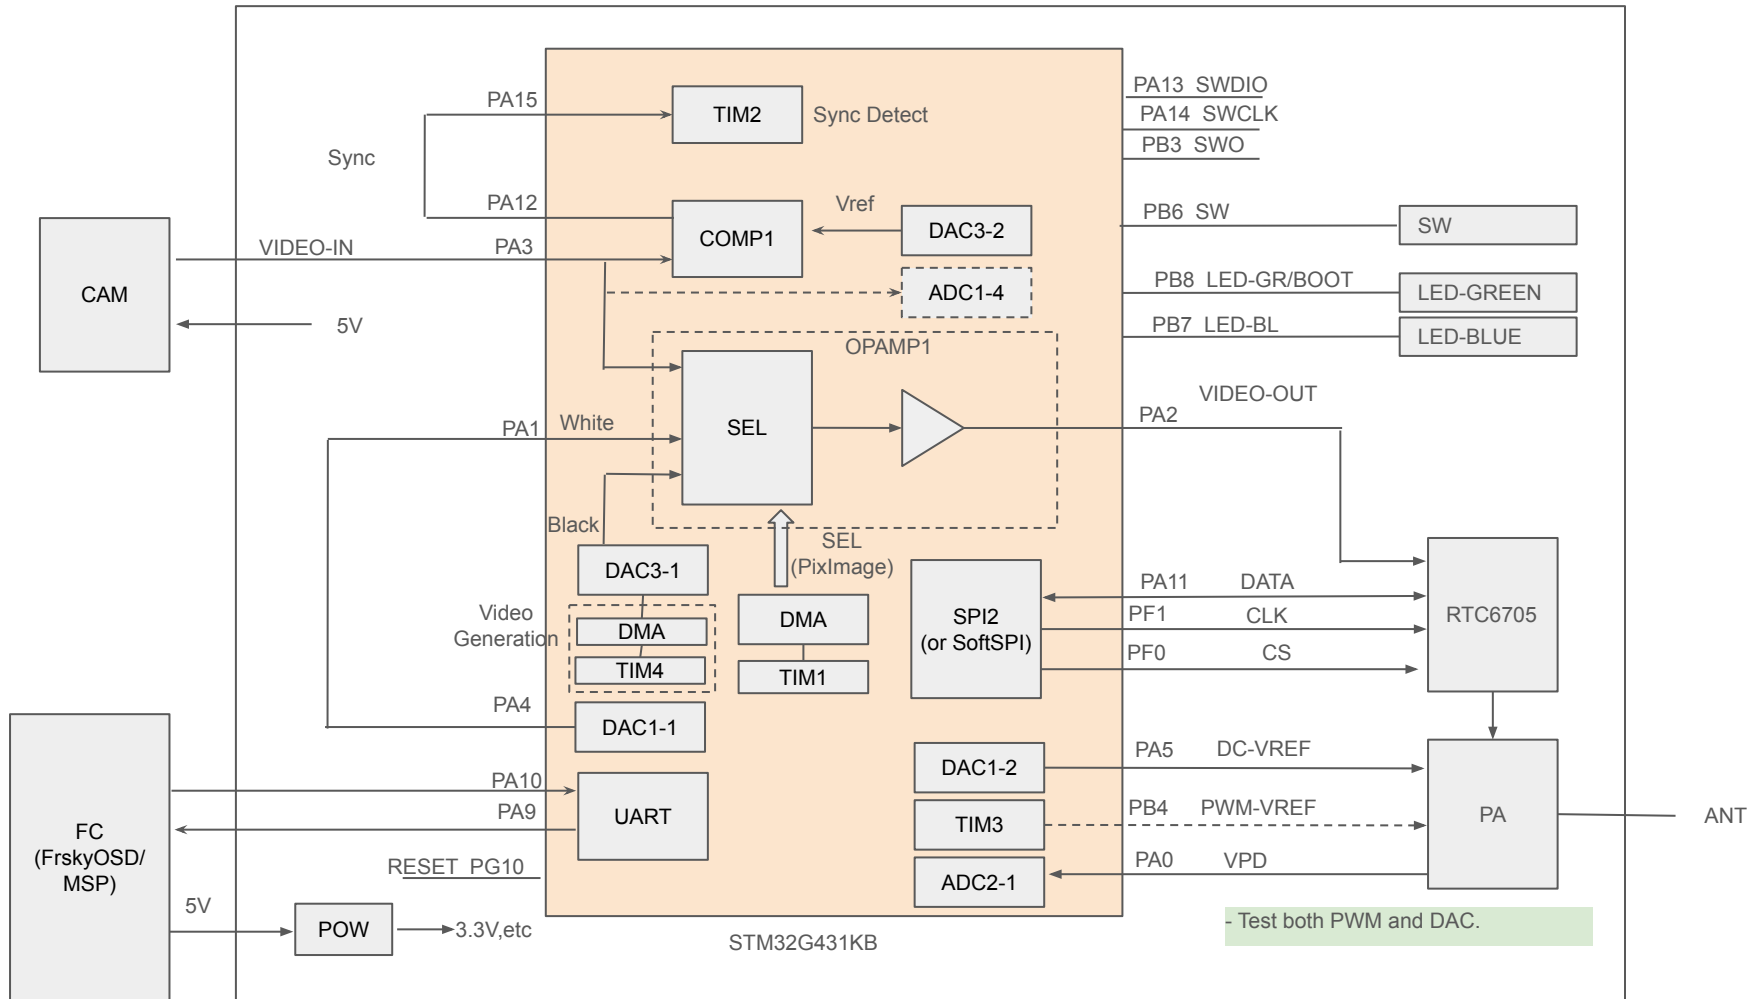 PA15
TIM2
Sync Detect
Sync
PA12
COMP1
Vref
DAC3-2
VIDEO-IN
PA3
CAM
5V
ADC1-4
OPAMP1
SEL
PA1
White
Black
SEL
(PixImage)
DAC3-1
Video
Generation
DMA
TIM4
DMA
TIM1
PA4
DAC1-1
PA10
PA9
UART
FC
(FrskyOSD/
MSP)
RESET PG10
5V
POW
3.3V,etc
STM32G431KB
PA13 SWDIO
PA14 SWCLK
PB3 SWO
PB6 SW
SW
PB8 LED-GR/BOOT
LED-GREEN
PB7 LED-BL
LED-BLUE
VIDEO-OUT
PA2
SPI2
(or SoftSPI)
PA11 DATA
PF1 CLK
PF0 CS
RTC6705
DAC1-2
PA5 DC-VREF
TIM3
PB4 PWM-VREF
ADC2-1
PA0 VPD
PA
ANT
- Test both PWM and DAC.